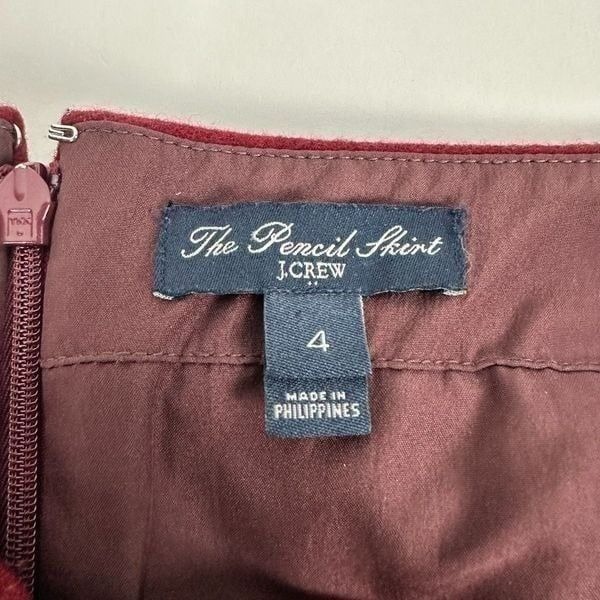 The Pencil Skirt
J.CREW
4
MADE IN
PHILIPPINES